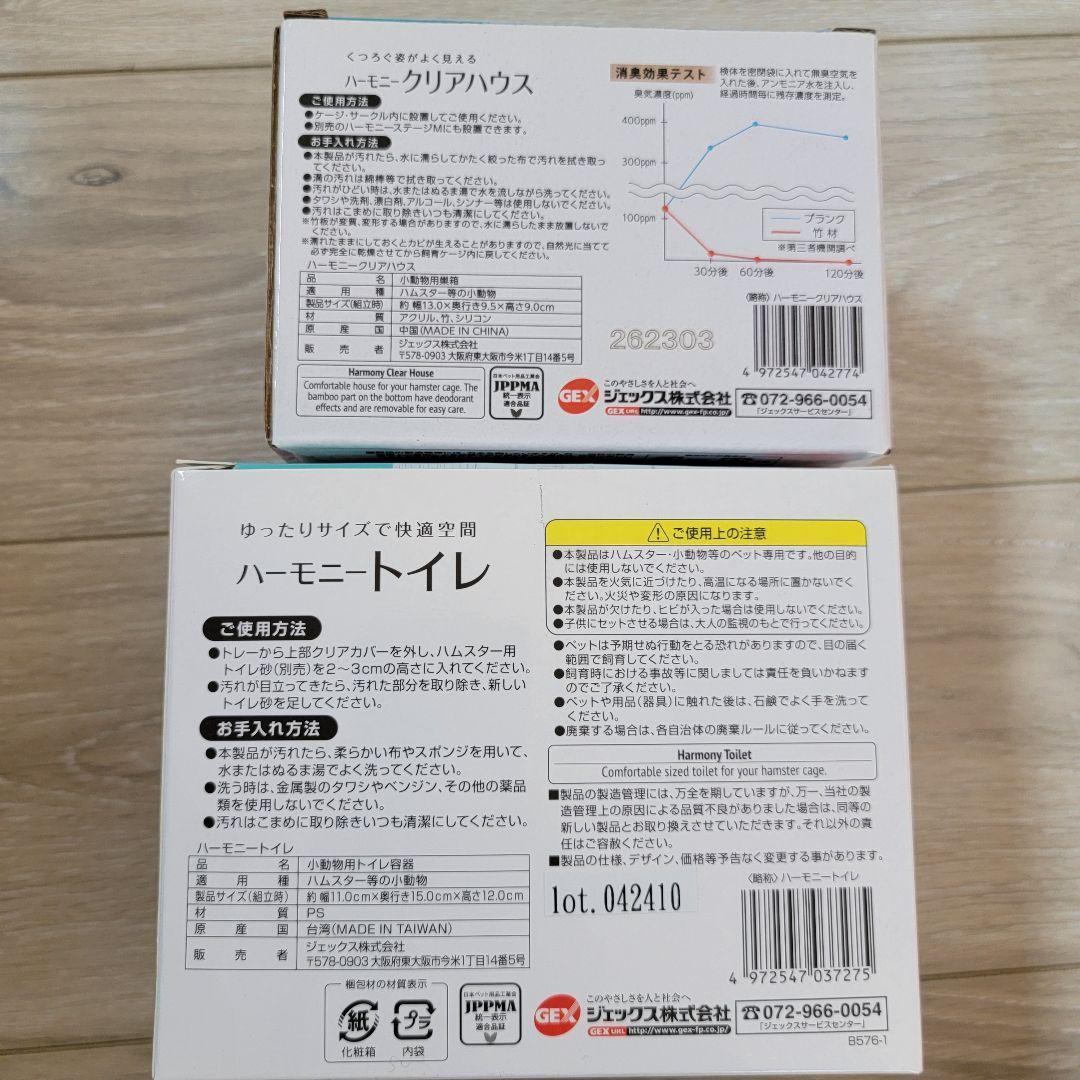 くつろぐ姿がよく見える
ハーモニークリアハウス
ご使用方法
●ケージ・サークル内に設置してご使用ください。
●別売のハーモニーステージMにも設置できます。
お手入れ方法
●本製品が汚れたら、水に濡らしてかたく絞った布で汚れを拭き取っ
てください。
●溝の汚れは綿棒等で拭き取ってください。
●汚れがひどい時は、水またはぬるま湯で水を流しながら洗ってください。
●タワシや洗剤、漂白剤、アルコール、シンナー等は使用しないでください。
●汚れはこまめに取り除きいつも清潔にしてください。
※竹板が変質、変形する場合がありますので、水に濡らしたまま放置しないで
ください。
※濡れたままにしておくとカビが生えることがありますので、自然光に当てて
必ず完全に乾燥させてから飼育ケージ内に戻してください。
ハーモニークリアハウス
品名 小動物用巣箱
適用種 ハムスター等の小動物
製品サイズ(組立時) 約 幅13.0×奥行き9.5×高さ9.0cm
材質 アクリル、竹、シリコン
原産国 中国(MADE IN CHINA)
販売者 ジェックス株式会社
〒578-0903 大阪府東大阪市今米1丁目14番5号
Harmony Clear House
Comfortable house for your hamster cage. The
bamboo part on the bottom have deodorant
effects and are removable for easy care.
日本ペット用品工業会
JPPMA
統一表示
適合品証
消臭効果テスト
検体を密閉袋に入れて無臭空気を
入れた後、アンモニア水を注入し、
経過時間毎に残存濃度を測定。
臭気濃度(ppm)
400ppm
300ppm
100ppm
ブランク
竹材
※第三者機関調べ
30分後 60分後 120分後
〈略称〉ハーモニークリアハウス
262303
4 972547 042774
このやさしさを人と社会へ
GEX ジェックス株式会社
GEX URL http://www.gex-fp.co.jp/
☎072-966-0054
「ジェックスサービスセンター」
ゆったりサイズで快適空間
ハーモニートイレ
ご使用方法
●トレーから上部クリアカバーを外し、ハムスター用
トイレ砂(別売)を2〜3cmの高さに入れてください。
●汚れが目立ってきたら、汚れた部分を取り除き、新しい
トイレ砂を足してください。
お手入れ方法
●本製品が汚れたら、柔らかい布やスポンジを用いて、
水またはぬるま湯でよく洗ってください。
●洗う時は、金属製のタワシやベンジン、その他の薬品
類を使用しないでください。
●汚れはこまめに取り除きいつも清潔にしてください。
ハーモニートイレ
品名 小動物用トイレ容器
適用種 ハムスター等の小動物
製品サイズ(組立時) 約 幅11.0cm×奥行き15.0cm×高さ12.0cm
材質 PS
原産国 台湾(MADE IN TAIWAN)
販売者 ジェックス株式会社
〒578-0903 大阪府東大阪市今米1丁目14番5号
梱包材の材質表示
紙
化粧箱
プラ
内袋
日本ペット用品工業会
JPPMA
統一表示
適合品証
⚠ご使用上の注意
●本製品はハムスター・小動物等のペット専用です。他の目的
には使用しないでください。
●本製品を火気に近づけたり、高温になる場所に置かないでく
ださい。火災や変形の原因になります。
●本製品が欠けたり、ヒビが入った場合は使用しないでください。
●子供にセットさせる場合は、大人の監視のもとで行ってください。
●ペットは予期せぬ行動をとる恐れがありますので、目の届く
範囲で飼育してください。
●飼育時における事故等に関しましては責任を負いかねます
のでご了承ください。
●ペットや用品(器具)に触れた後は、石鹸でよく手を洗って
ください。
●廃棄する場合は、各自治体の廃棄ルールに従ってください。
Harmony Toilet
Comfortable sized toilet for your hamster cage.
■製品の製造管理には、万全を期していますが、万一、当社の製
造管理上の原因による品質不良がありました場合は、同等の
新しい製品とお取り換えさせていただきます。それ以外の責
任はご容赦ください。
■製品の仕様、デザイン、価格等予告なく変更する事があります。
〈略称〉ハーモニートイレ
lot. 042410
4 972547 037275
このやさしさを人と社会へ
GEX ジェックス株式会社
GEX URL http://www.gex-fp.co.jp/
☎072-966-0054
「ジェックスサービスセンター」
B576-1